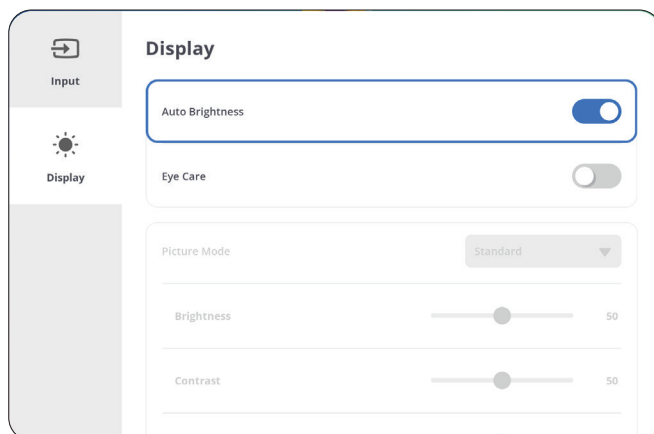 Input
Display
Display
Auto Brightness
Eye Care
Picture Mode Standard
Brightness 50
Contrast 50